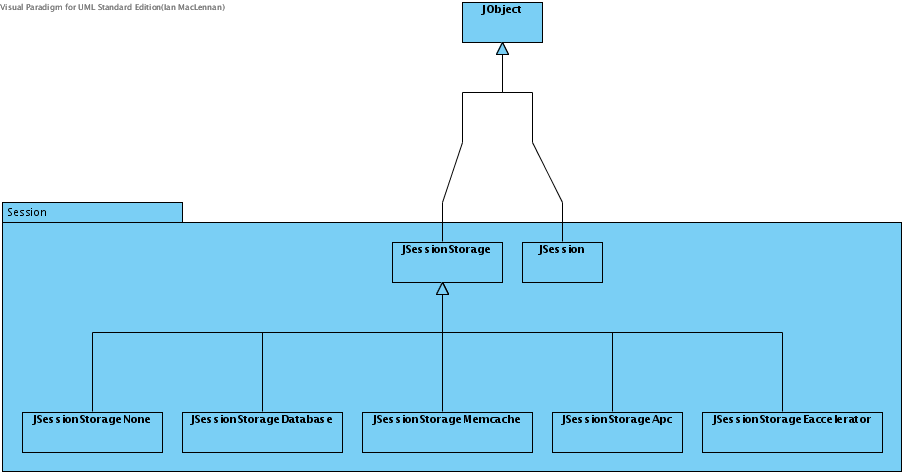 Visual Paradigm for UML Standard Edition(Ian MacLennan)
JObject
Session
JSessionStorage
JSession
JSessionStorageNone
JSessionStorageDatabase
JSessionStorageMemcache
JSessionStorageApc
JSessionStorageEaccelerator